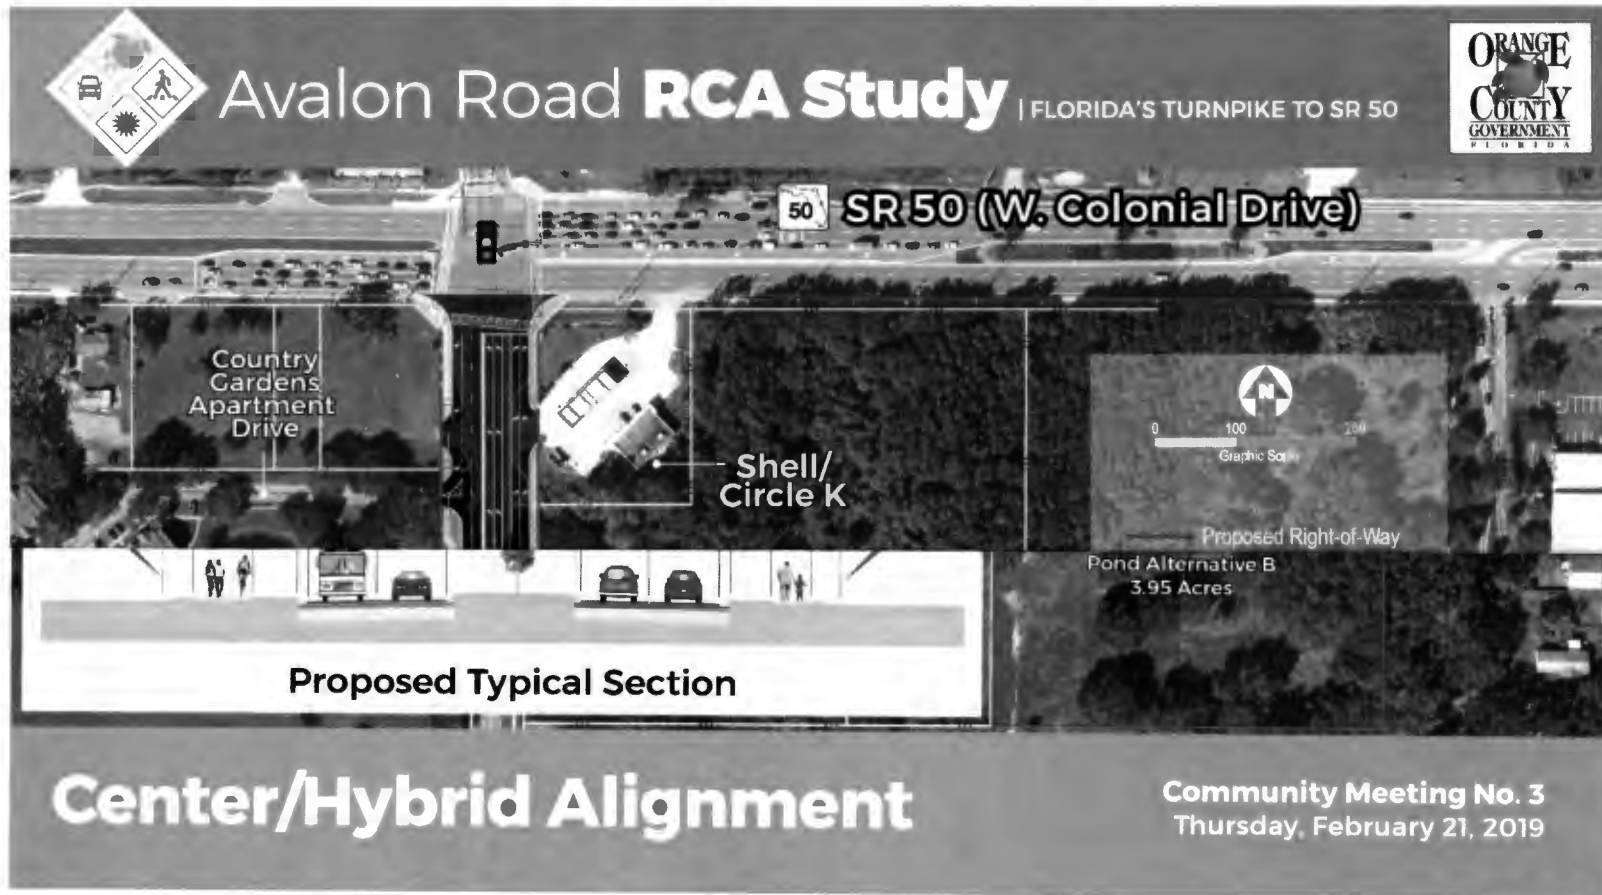 Avalon Road RCA Study | FLORIDA'S TURNPIKE TO SR 50
ORANGE
COUNTY
GOVERNMENT
FLORIDA
50 SR 50 (W. Colonial Drive)
Country
Gardens
Apartment
Drive
Shell/
Circle K
N
0 100
Graphic
Proposed Right-of-Way
Pond Alternative B
3.95 Acres
Proposed Typical Section
Center/Hybrid Alignment
Community Meeting No. 3
Thursday, February 21, 2019